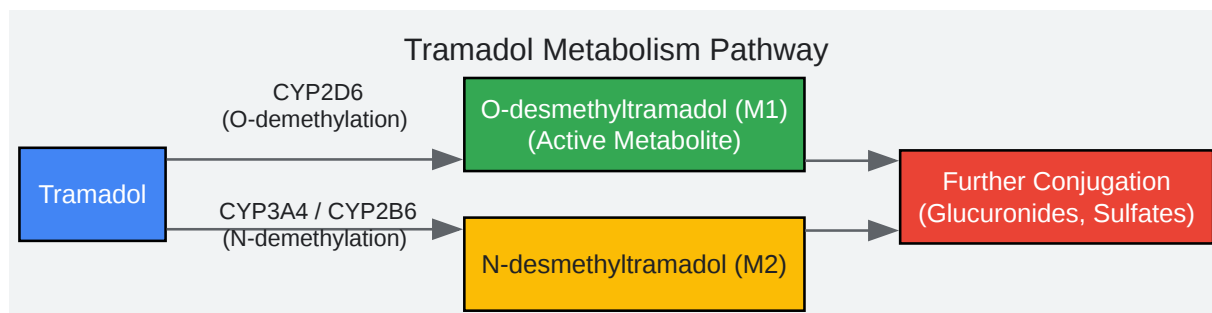 Tramadol Metabolism Pathway
CYP2D6
(O-demethylation)
O-desmethyltramadol (M1)
(Active Metabolite)
Tramadol
CYP3A4 / CYP2B6
(N-demethylation)
N-desmethyltramadol (M2)
Further Conjugation
(Glucuronides, Sulfates)